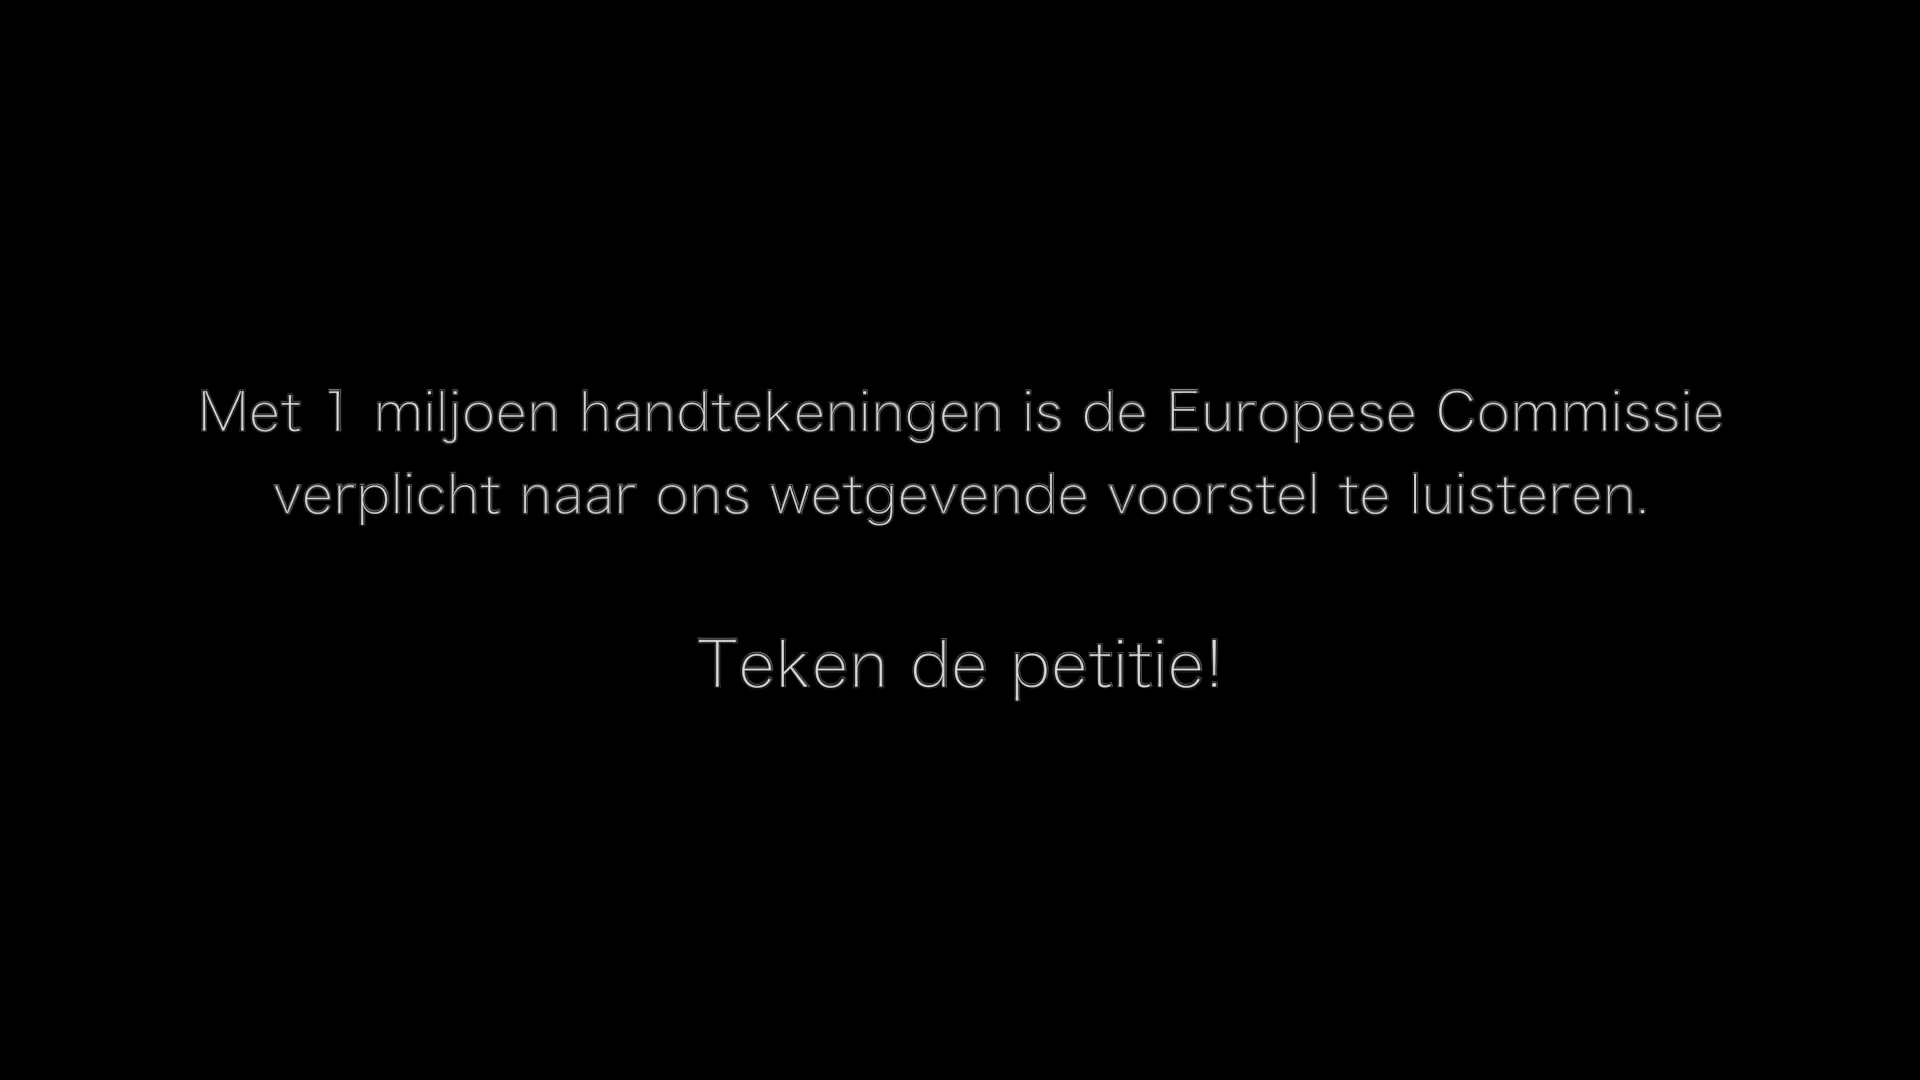 Met 1 miljoen handtekeningen is de Europese Commissie
verplicht naar ons wetgevende voorstel te luisteren.
Teken de petitie!